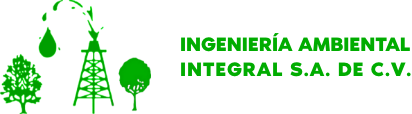 INGENIERÍA AMBIENTAL
INTEGRAL S.A. DE C.V.